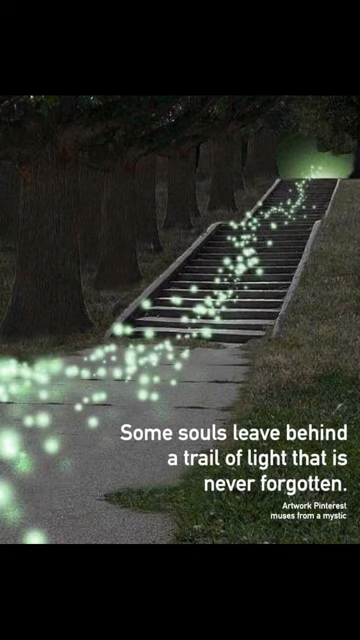 Some souls leave behind
a trail of light that is
never forgotten.
Artwork Pinterest
muses from a mystic